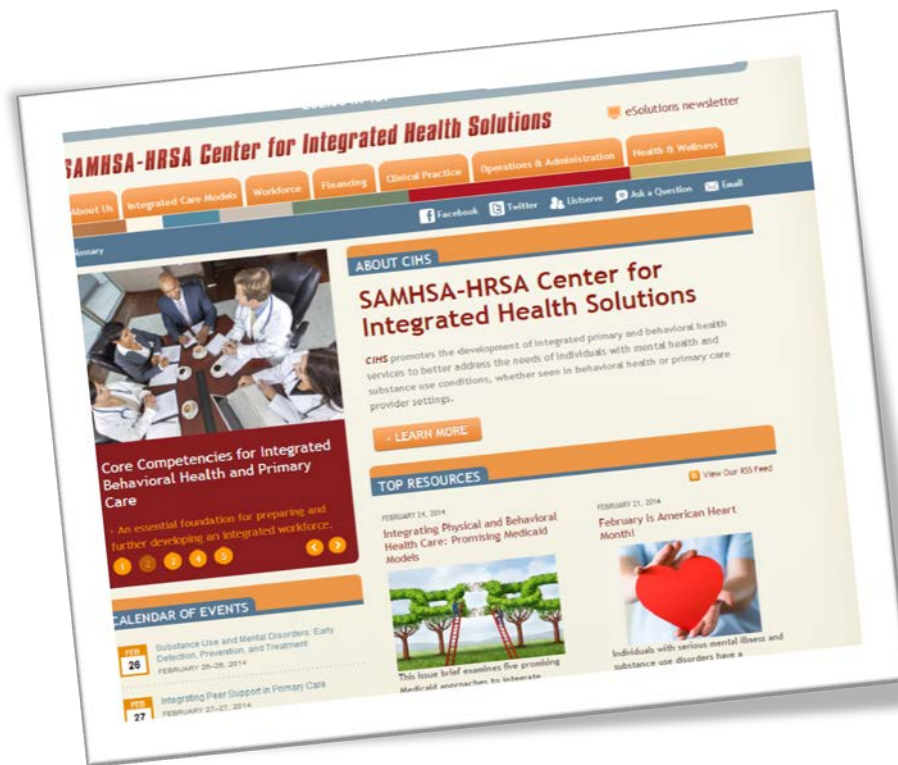 SAMHSA-HRSA Center for Integrated Health Solutions
eSolutions newsletter
About Us
Integrated Care Models
Workforce
Financing
Clinical Practice
Operations & Administration
Health & Wellness
Facebook
Twitter
Listserve
Ask a Question
Email
ABOUT CIHS
SAMHSA-HRSA Center for
Integrated Health Solutions
CIHS promotes the development of integrated primary and behavioral health
services to better address the needs of individuals with mental health and
substance use conditions, whether seen in behavioral health or primary care
provider settings.
LEARN MORE
Core Competencies for Integrated
Behavioral Health and Primary
Care
An essential foundation for preparing and
further developing an integrated workforce.
1 2 3 4 5
TOP RESOURCES
View Our RSS Feed
FEBRUARY 24, 2014
Integrating Physical and Behavioral
Health Care: Promising Medicaid
Models
This issue brief examines five promising
Medicaid approaches to integrate
FEBRUARY 21, 2014
February Is American Heart
Month!
Individuals with serious mental illness and
substance use disorders have a
CALENDAR OF EVENTS
FEB
26
Substance Use and Mental Disorders: Early
Detection, Prevention, and Treatment
FEBRUARY 26-28, 2014
FEB
27
Integrating Peer Support in Primary Care
FEBRUARY 27-27, 2014